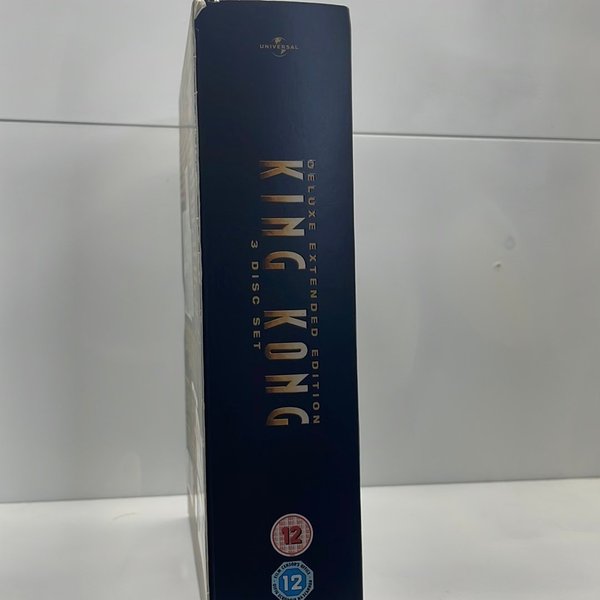 UNIVERSAL
DELUXE EXTENDED EDITION
KING KONG
3 DISC SET
12
12